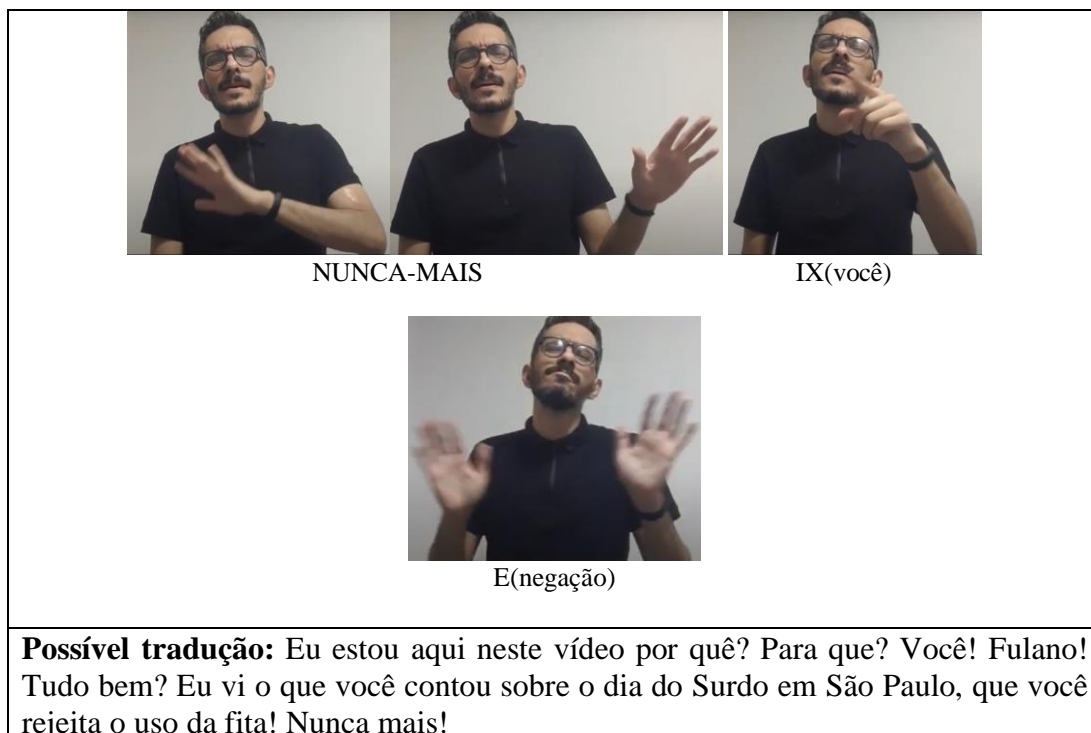 NUNCA-MAIS IX(você)
E(negação)
Possível tradução: Eu estou aqui neste vídeo por quê? Para que? Você! Fulano!
Tudo bem? Eu vi o que você contou sobre o dia do Surdo em São Paulo, que você
rejeita o uso da fita! Nunca mais!